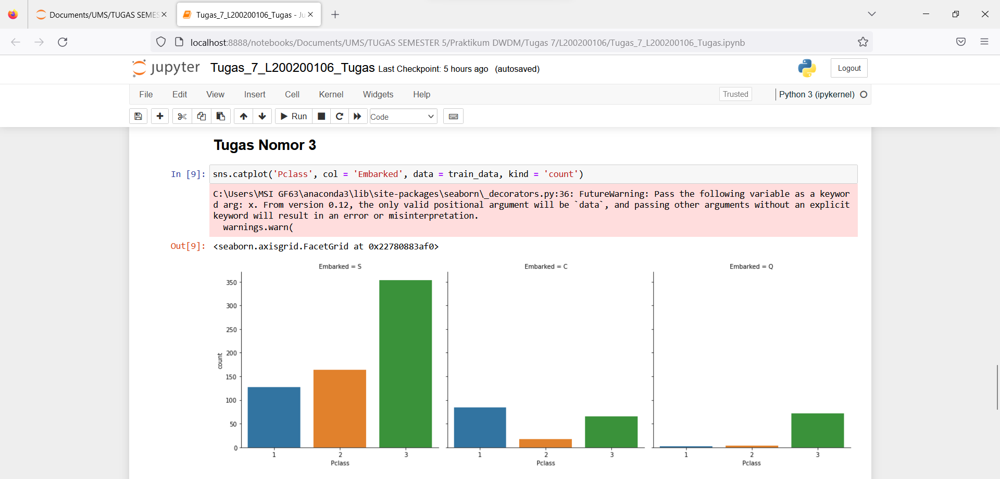 Documents/UMS/TUGAS SEMES
Tugas_7_L200200106_Tugas - Ju
localhost:8888/notebooks/Documents/UMS/TUGAS SEMESTER 5/Praktikum DWDM/Tugas 7/L200200106/Tugas_7_L200200106_Tugas.ipynb
jupyter Tugas_7_L200200106_Tugas Last Checkpoint: 5 hours ago (autosaved)
Logout
File Edit View Insert Cell Kernel Widgets Help
Trusted Python 3 (ipykernel)
Run Code
Tugas Nomor 3
In [9]: sns.catplot('Pclass', col = 'Embarked', data = train_data, kind = 'count')
C:\Users\MSI GF63\anaconda3\lib\site-packages\seaborn\_decorators.py:36: FutureWarning: Pass the following variable as a keywor
d arg: x. From version 0.12, the only valid positional argument will be `data`, and passing other arguments without an explicit
keyword will result in an error or misinterpretation.
warnings.warn(
Out[9]: <seaborn.axisgrid.FacetGrid at 0x22780883af0>
Embarked = S Embarked = C Embarked = Q
350
300
250
200
150
100
50
0
count
1 2 3 1 2 3 1 2 3
Pclass Pclass Pclass